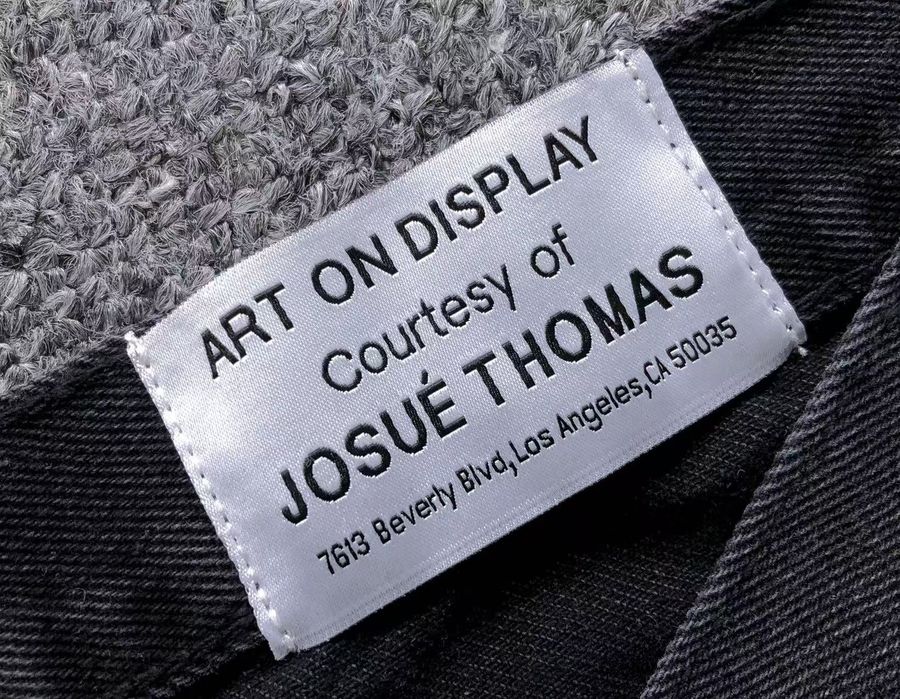 ART ON DISPLAY
Courtesy of
JOSUÉ THOMAS
7613 Beverly Blvd,Los Angeles,CA 50035